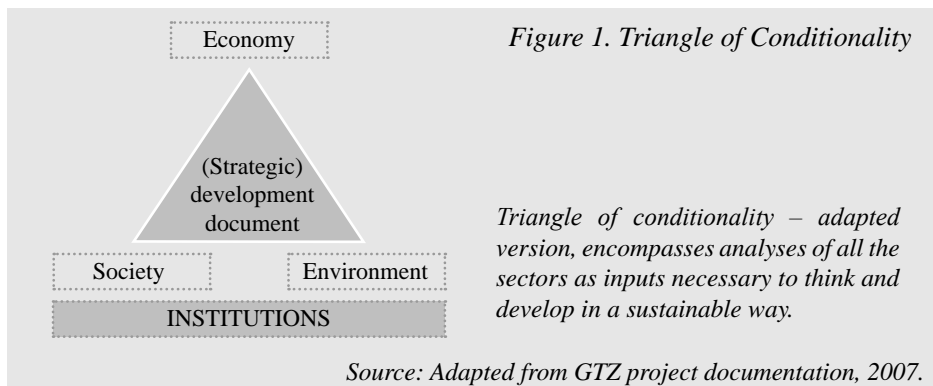 Economy
Figure 1. Triangle of Conditionality
(Strategic)
development
document
Society
Environment
INSTITUTIONS
Triangle of conditionality – adapted
version, encompasses analyses of all the
sectors as inputs necessary to think and
develop in a sustainable way.
Source: Adapted from GTZ project documentation, 2007.